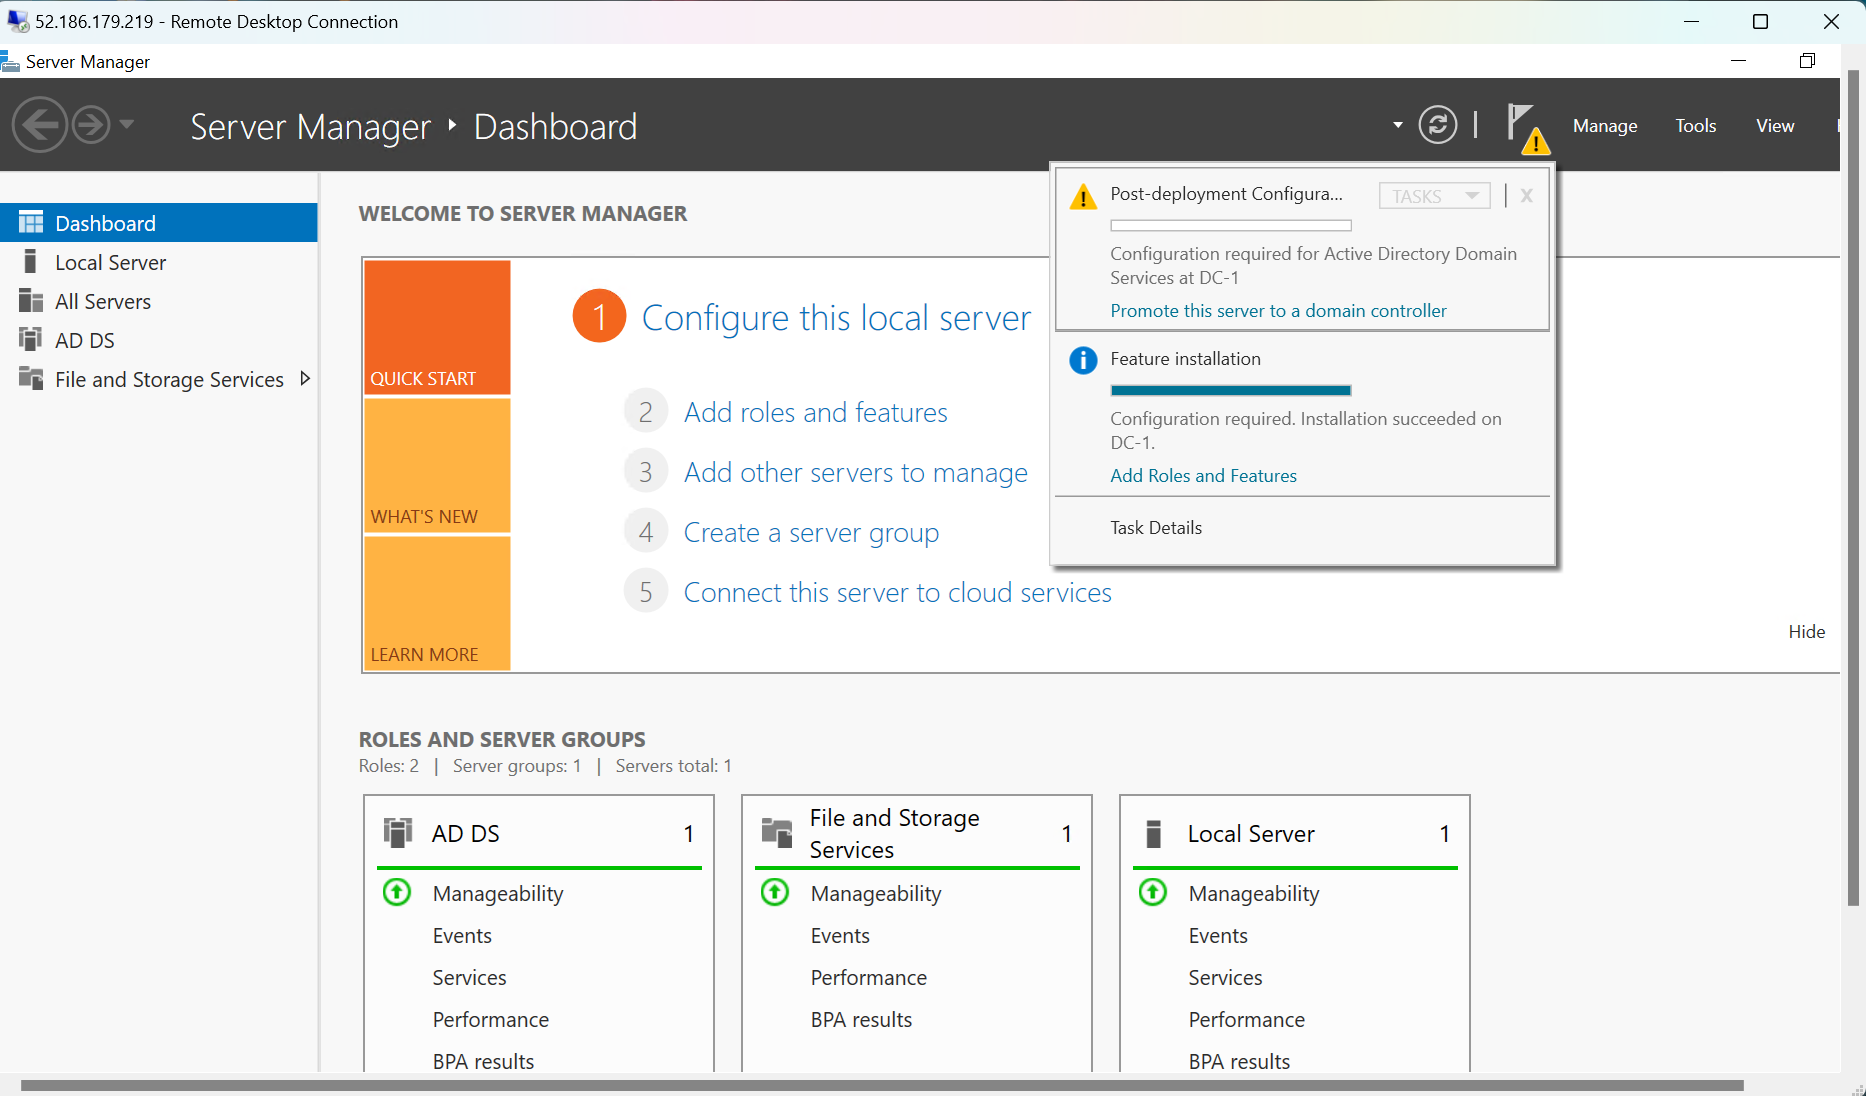 52.186.179.219 - Remote Desktop Connection
Server Manager
Server Manager Dashboard
Manage Tools View
Dashboard
Local Server
All Servers
AD DS
File and Storage Services
WELCOME TO SERVER MANAGER
QUICK START
WHAT'S NEW
LEARN MORE
1 Configure this local server
2 Add roles and features
3 Add other servers to manage
4 Create a server group
5 Connect this server to cloud services
Hide
Post-deployment Configura... TASKS X
Configuration required for Active Directory Domain
Services at DC-1
Promote this server to a domain controller
Feature installation
Configuration required. Installation succeeded on
DC-1.
Add Roles and Features
Task Details
ROLES AND SERVER GROUPS
Roles: 2 | Server groups: 1 | Servers total: 1
AD DS 1
Manageability
Events
Services
Performance
BPA results
File and Storage
Services 1
Manageability
Events
Performance
BPA results
Local Server 1
Manageability
Events
Services
Performance
BPA results